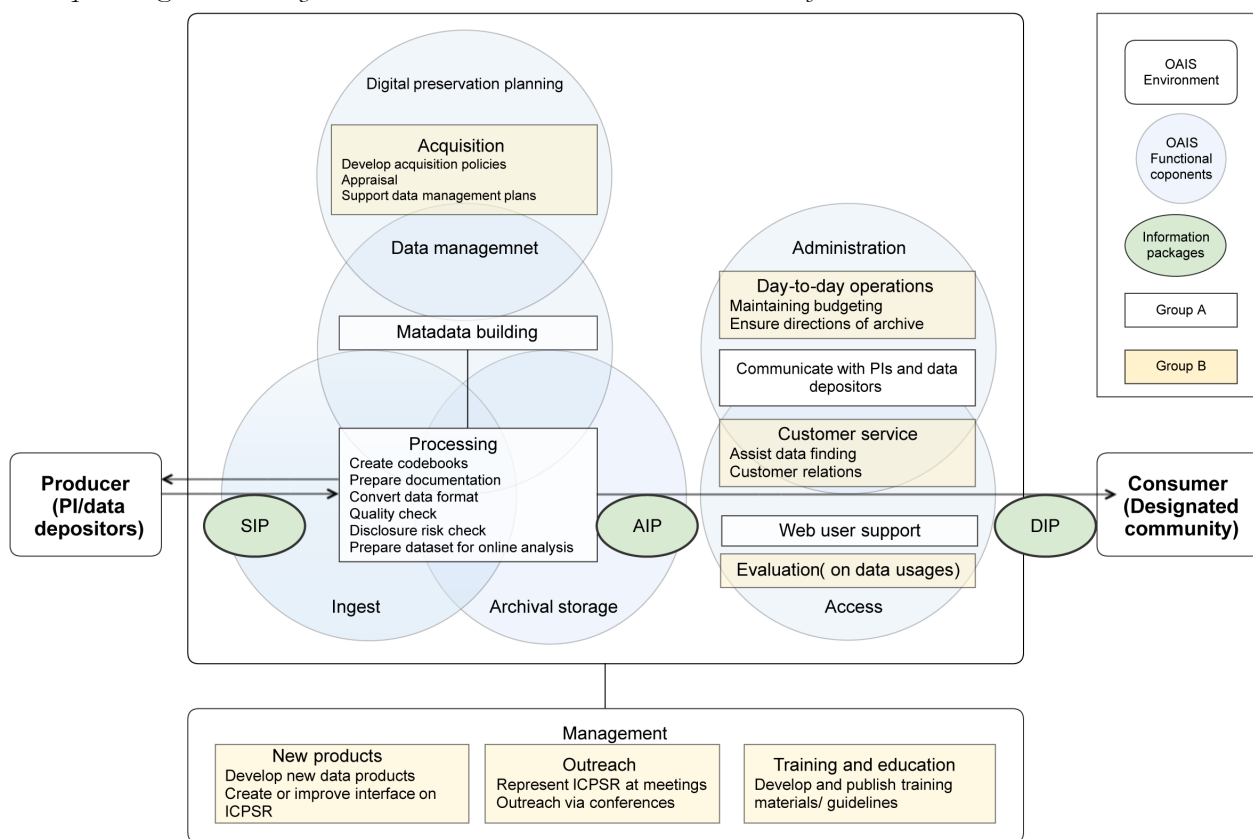 Digital preservation planning
Acquisition
Develop acquisition policies
Appraisal
Support data management plans
Data managemnet
Matadata building
Processing
Create codebooks
Prepare documentation
Convert data format
Quality check
Disclosure risk check
Prepare dataset for online analysis
Ingest
Archival storage
Administration
Day-to-day operations
Maintaining budgeting
Ensure directions of archive
Communicate with PIs and data
depositors
Customer service
Assist data finding
Customer relations
Web user support
Evaluation( on data usages)
Access
Producer
(PI/data
depositors)
SIP
AIP
DIP
Consumer
(Designated
community)
OAIS
Environment
OAIS
Functional
coponents
Information
packages
Group A
Group B
Management
New products
Develop new data products
Create or improve interface on
ICPSR
Outreach
Represent ICPSR at meetings
Outreach via conferences
Training and education
Develop and publish training
materials/ guidelines